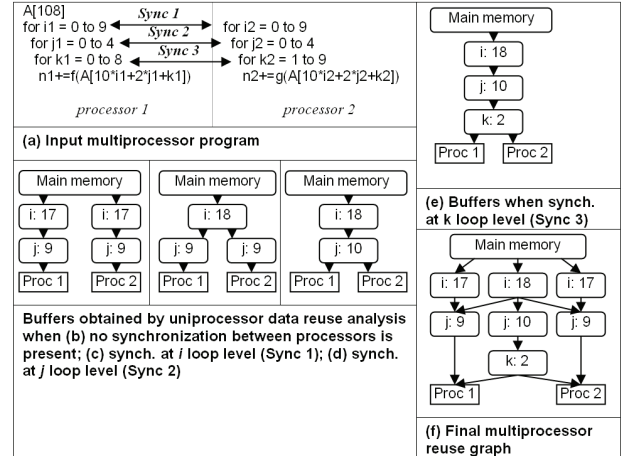 A[108]
for i1 = 0 to 9
for j1 = 0 to 4
for k1 = 0 to 8
n1+=f(A[10*i1+2*j1+k1])
Sync 1
Sync 2
Sync 3
for i2 = 0 to 9
for j2 = 0 to 4
for k2 = 1 to 9
n2+=g(A[10*i2+2*j2+k2])
processor 1
processor 2
(a) Input multiprocessor program
Main memory
i: 17
i: 17
j: 9
j: 9
Proc 1
Proc 2
Main memory
i: 18
j: 9
j: 9
Proc 1
Proc 2
Main memory
i: 18
j: 10
Proc 1
Proc 2
Buffers obtained by uniprocessor data reuse analysis
when (b) no synchronization between processors is
present; (c) synch. at i loop level (Sync 1); (d) synch.
at j loop level (Sync 2)
Main memory
i: 18
j: 10
k: 2
Proc 1
Proc 2
(e) Buffers when synch.
at k loop level (Sync 3)
Main memory
i: 17
i: 18
i: 17
j: 9
j: 10
j: 9
k: 2
Proc 1
Proc 2
(f) Final multiprocessor
reuse graph